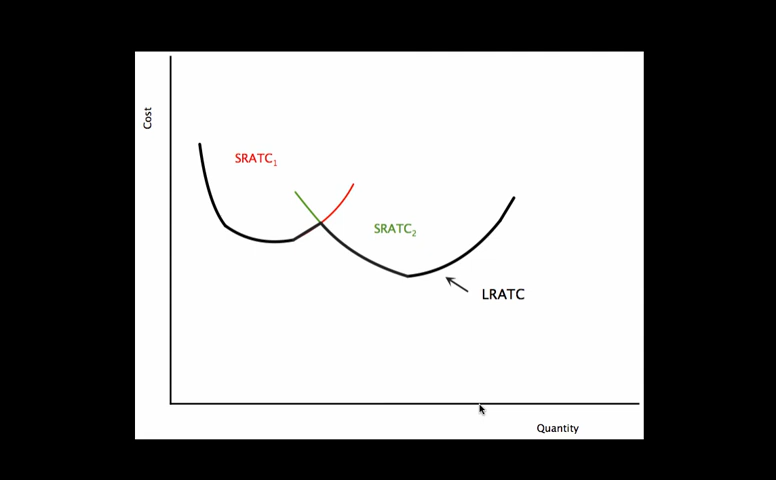 Cost
SRATC₁
SRATC₂
LRATC
Quantity